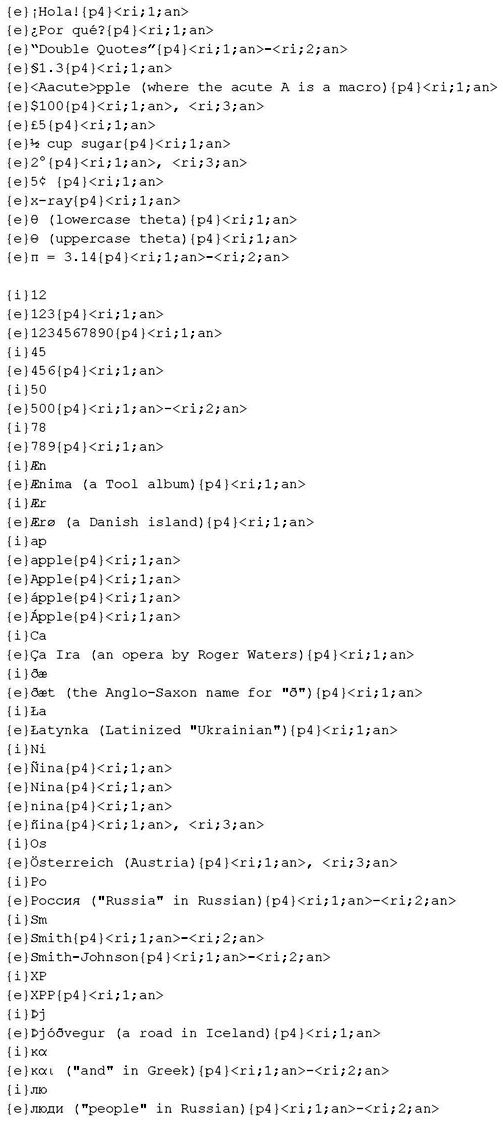 {e}¡Hola!{p4}<ri;1;an>
{e}¿Por qué?{p4}<ri;1;an>
{e}“Double Quotes”{p4}<ri;1;an>-<ri;2;an>
{e}§1.3{p4}<ri;1;an>
{e}<Aacute>pple (where the acute A is a macro){p4}<ri;1;an>
{e}$100{p4}<ri;1;an>, <ri;3;an>
{e}£5{p4}<ri;1;an>
{e}½ cup sugar{p4}<ri;1;an>
{e}2°{p4}<ri;1;an>, <ri;3;an>
{e}5¢ {p4}<ri;1;an>
{e}x-ray{p4}<ri;1;an>
{e}θ (lowercase theta){p4}<ri;1;an>
{e}Θ (uppercase theta){p4}<ri;1;an>
{e}π = 3.14{p4}<ri;1;an>-<ri;2;an>

{i}12
{e}123{p4}<ri;1;an>
{e}1234567890{p4}<ri;1;an>
{i}45
{e}456{p4}<ri;1;an>
{i}50
{e}500{p4}<ri;1;an>-<ri;2;an>
{i}78
{e}789{p4}<ri;1;an>
{i}Æn
{e}Ænima (a Tool album){p4}<ri;1;an>
{i}Ær
{e}Ærø (a Danish island){p4}<ri;1;an>
{i}ap
{e}apple{p4}<ri;1;an>
{e}Apple{p4}<ri;1;an>
{e}ápple{p4}<ri;1;an>
{e}Ápple{p4}<ri;1;an>
{i}Ca
{e}Ça Ira (an opera by Roger Waters){p4}<ri;1;an>
{i}ðæ
{e}ðæt (the Anglo-Saxon name for "ð"){p4}<ri;1;an>
{i}Ła
{e}Łatynka (Latinized "Ukrainian"){p4}<ri;1;an>
{i}Ni
{e}Ñina{p4}<ri;1;an>
{e}Nina{p4}<ri;1;an>
{e}nina{p4}<ri;1;an>
{e}ñina{p4}<ri;1;an>, <ri;3;an>
{i}Os
{e}Österreich (Austria){p4}<ri;1;an>, <ri;3;an>
{i}Ро
{e}Россия ("Russia" in Russian){p4}<ri;1;an>-<ri;2;an>
{i}Sm
{e}Smith{p4}<ri;1;an>-<ri;2;an>
{e}Smith-Johnson{p4}<ri;1;an>-<ri;2;an>
{i}XP
{e}XPP{p4}<ri;1;an>
{i}Þj
{e}Þjóðvegur (a road in Iceland){p4}<ri;1;an>
{i}κα
{e}και ("and" in Greek){p4}<ri;1;an>-<ri;2;an>
{i}лю
{e}люди ("people" in Russian){p4}<ri;1;an>-<ri;2;an>